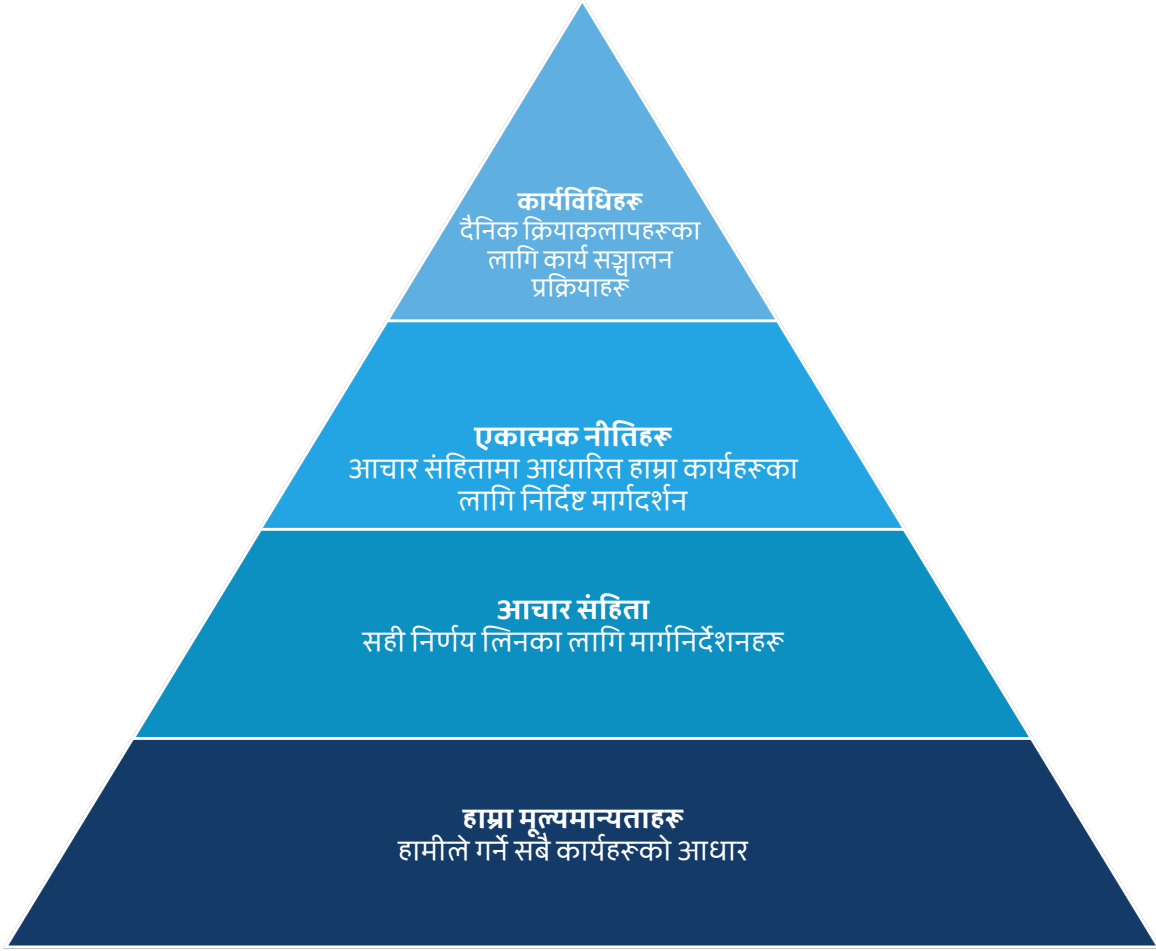 कार्यविधिहरू
दैनिक क्रियाकलापहरूका
लागि कार्य सञ्चालन
प्रक्रियाहरू
एकात्मक नीतिहरू
आचार संहितामा आधारित हाम्रा कार्यहरूका
लागि निर्दिष्ट मार्गदर्शन
आचार संहिता
सही निर्णय लिनका लागि मार्गनिर्देशनहरू
हाम्रा मूल्यमान्यताहरू
हामीले गर्ने सबै कार्यहरूको आधार